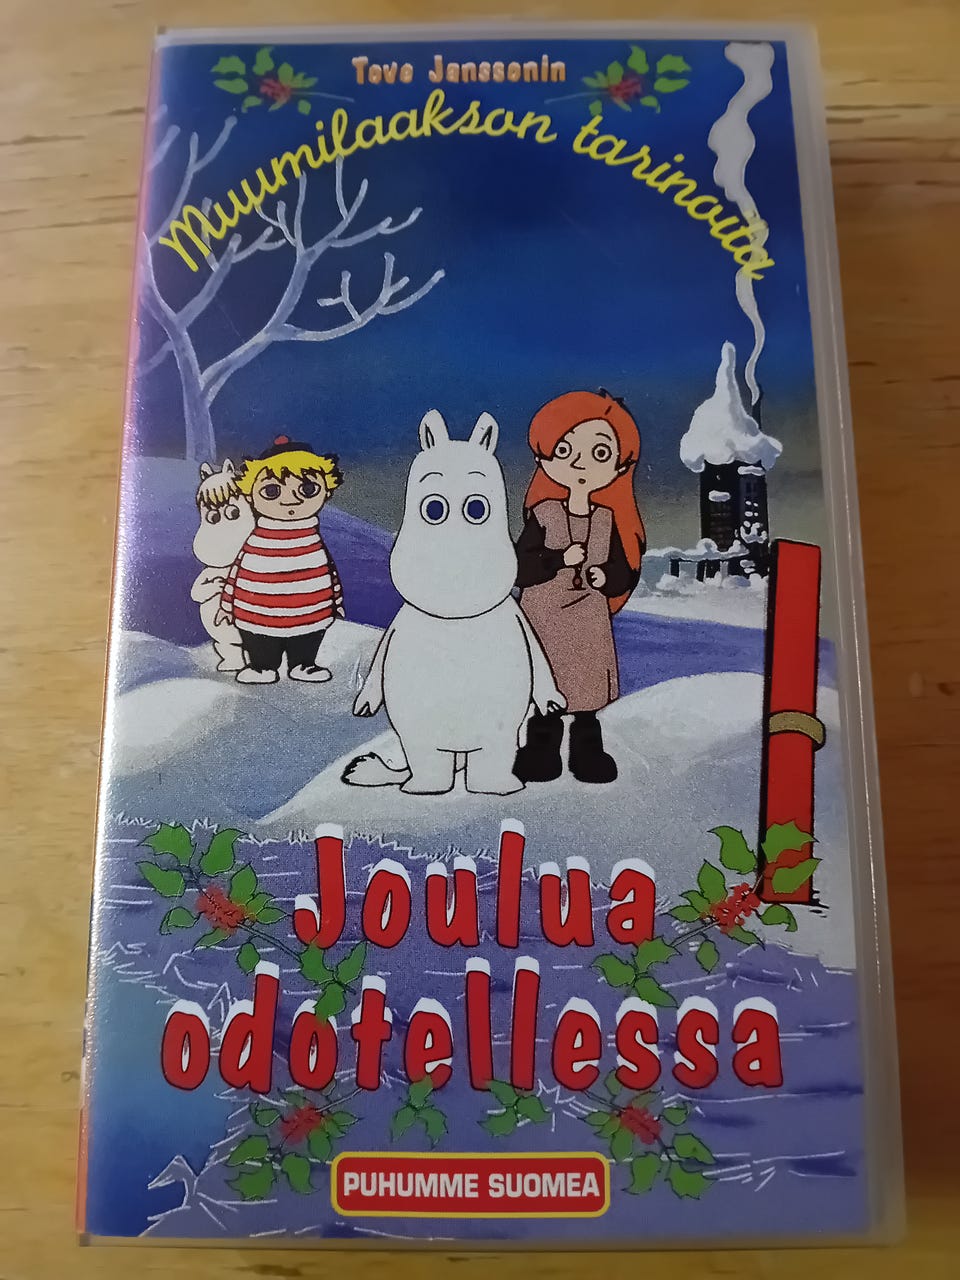 Tove Janssonin
Muumilaakson tarinoita
Joulua
odotellessa
PUHUMME SUOMEA